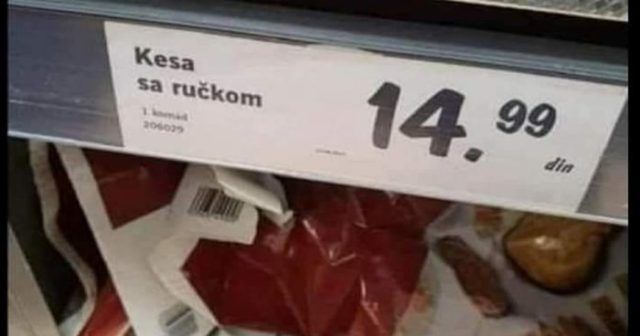 Kesa
sa ručkom
1 komad
206029
14.99
din